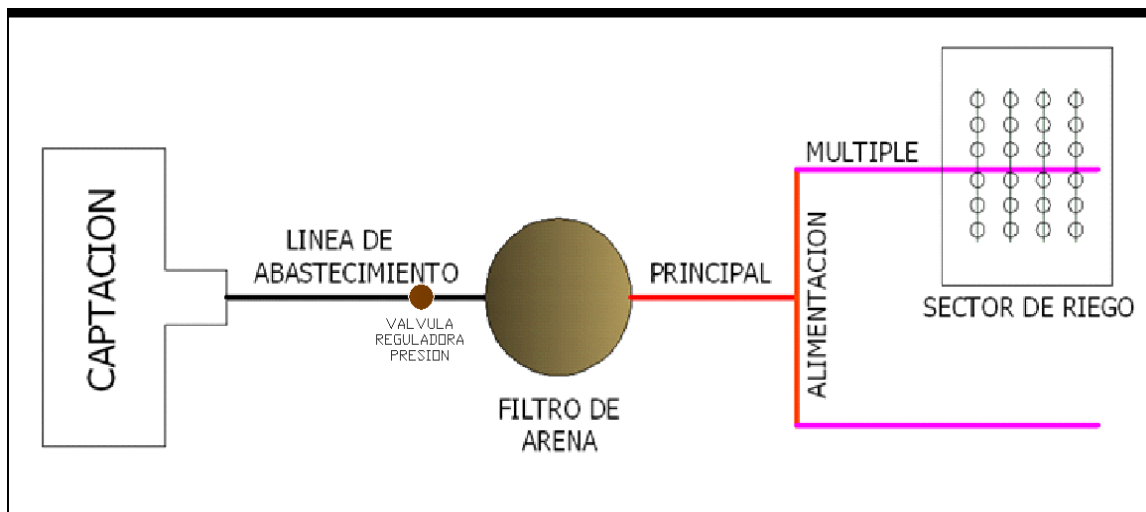 CAPTACION
LINEA DE
ABASTECIMIENTO
VALVULA
REGULADORA
PRESION
FILTRO DE
ARENA
PRINCIPAL
ALIMENTACION
MULTIPLE
SECTOR DE RIEGO